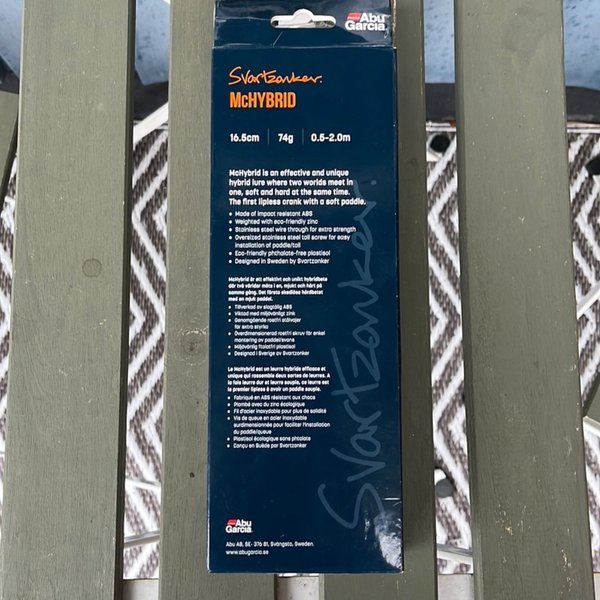 Abu
Garcia
Svartzonker.
McHYBRID
16.5cm 74g 0.5-2.0m
McHybrid is an effective and unique
hybrid lure where two worlds meet in
one, soft and hard at the same time.
The first lipless crank with a soft paddle.
• Made of impact resistant ABS
• Weighted with eco-friendly zinc
• Stainless steel wire through for extra strength
• Oversized stainless steel tail screw for easy
installation of paddle/tail
• Eco-friendly phthalate-free plastisol
• Designed in Sweden by Svartzonker
McHybrid är ett effektivt och unikt hybridbete
där två världar möts i en, mjukt och hårt på
samma gång. Det första skedlösa hårdbetet
med en mjuk paddel.
• Tillverkad av slagtålig ABS
• Viktad med miljövänligt zink
• Genomgående rostfri stålvajer
för extra styrka
• Överdimensionerad rostfri skruv för enkel
montering av paddel/svans
• Miljövänlig ftalatfri plastisol
• Designad i Sverige av Svartzonker
Le McHybrid est un leurre hybride efficace et
unique qui rassemble deux sortes de leurres. A
la fois leurre dur et leurre souple, ce leurre est
le premier lipless à avoir un paddle souple.
• Fabriqué en ABS résistant aux chocs
• Plombé avec du zinc écologique
• Fil d'acier inoxydable pour plus de solidité
• Vis de queue en acier inoxydable
surdimensionnée pour faciliter l'installation
du paddle/queue
• Plastisol écologique sans phtalate
• Conçu en Suède par Svartzonker
Svartzonker.
Abu
Garcia
Abu AB, SE- 376 81, Svängsta, Sweden.
www.abugarcia.se